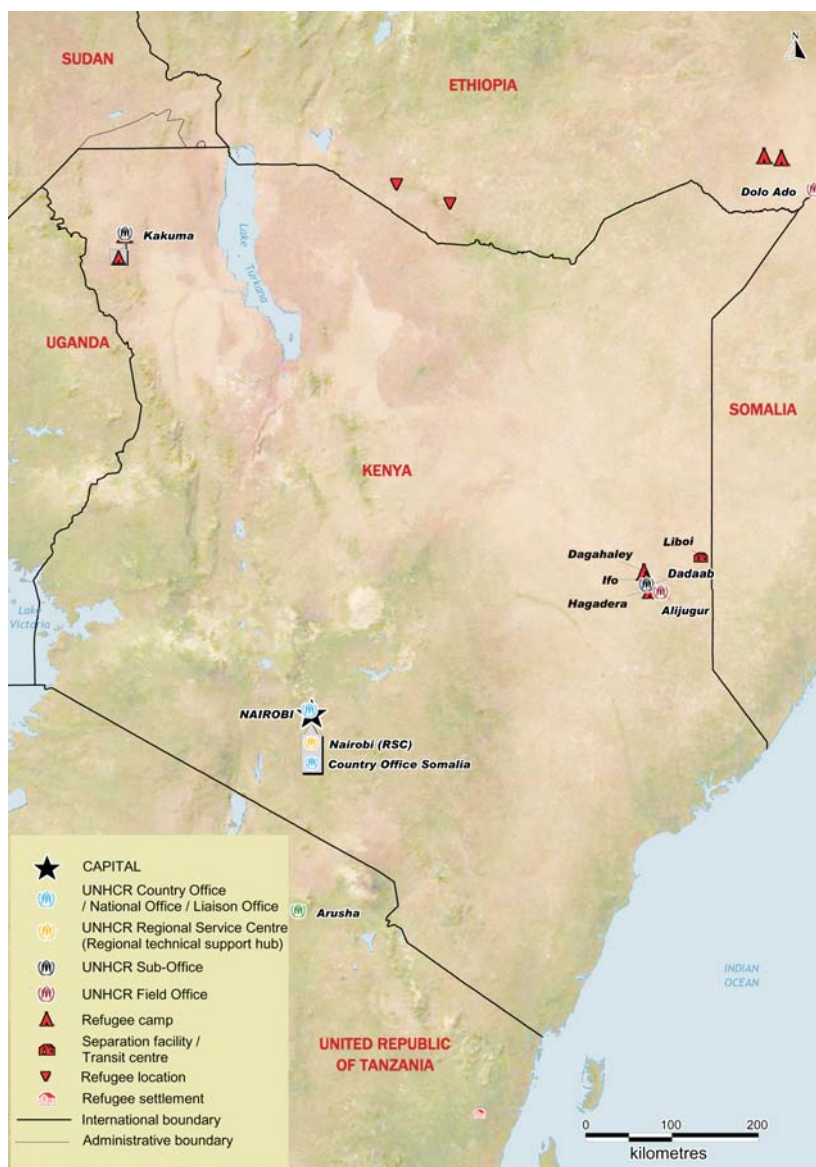 N
SUDAN
ETHIOPIA
Dolo Ado
Kakuma
Lake
Turkana
UGANDA
SOMALIA
KENYA
Liboi
Dagahaley
Dadaab
Ifo
Hagadera
Alijugur
Lake
Victoria
NAIROBI
Nairobi (RSC)
Country Office Somalia
CAPITAL
UNHCR Country Office
/ National Office / Liaison Office
UNHCR Regional Service Centre
(Regional technical support hub)
UNHCR Sub-Office
UNHCR Field Office
Refugee camp
Separation facility /
Transit centre
Refugee location
Refugee settlement
International boundary
Administrative boundary
Arusha
INDIAN
OCEAN
UNITED REPUBLIC
OF TANZANIA
0 100 200
kilometres